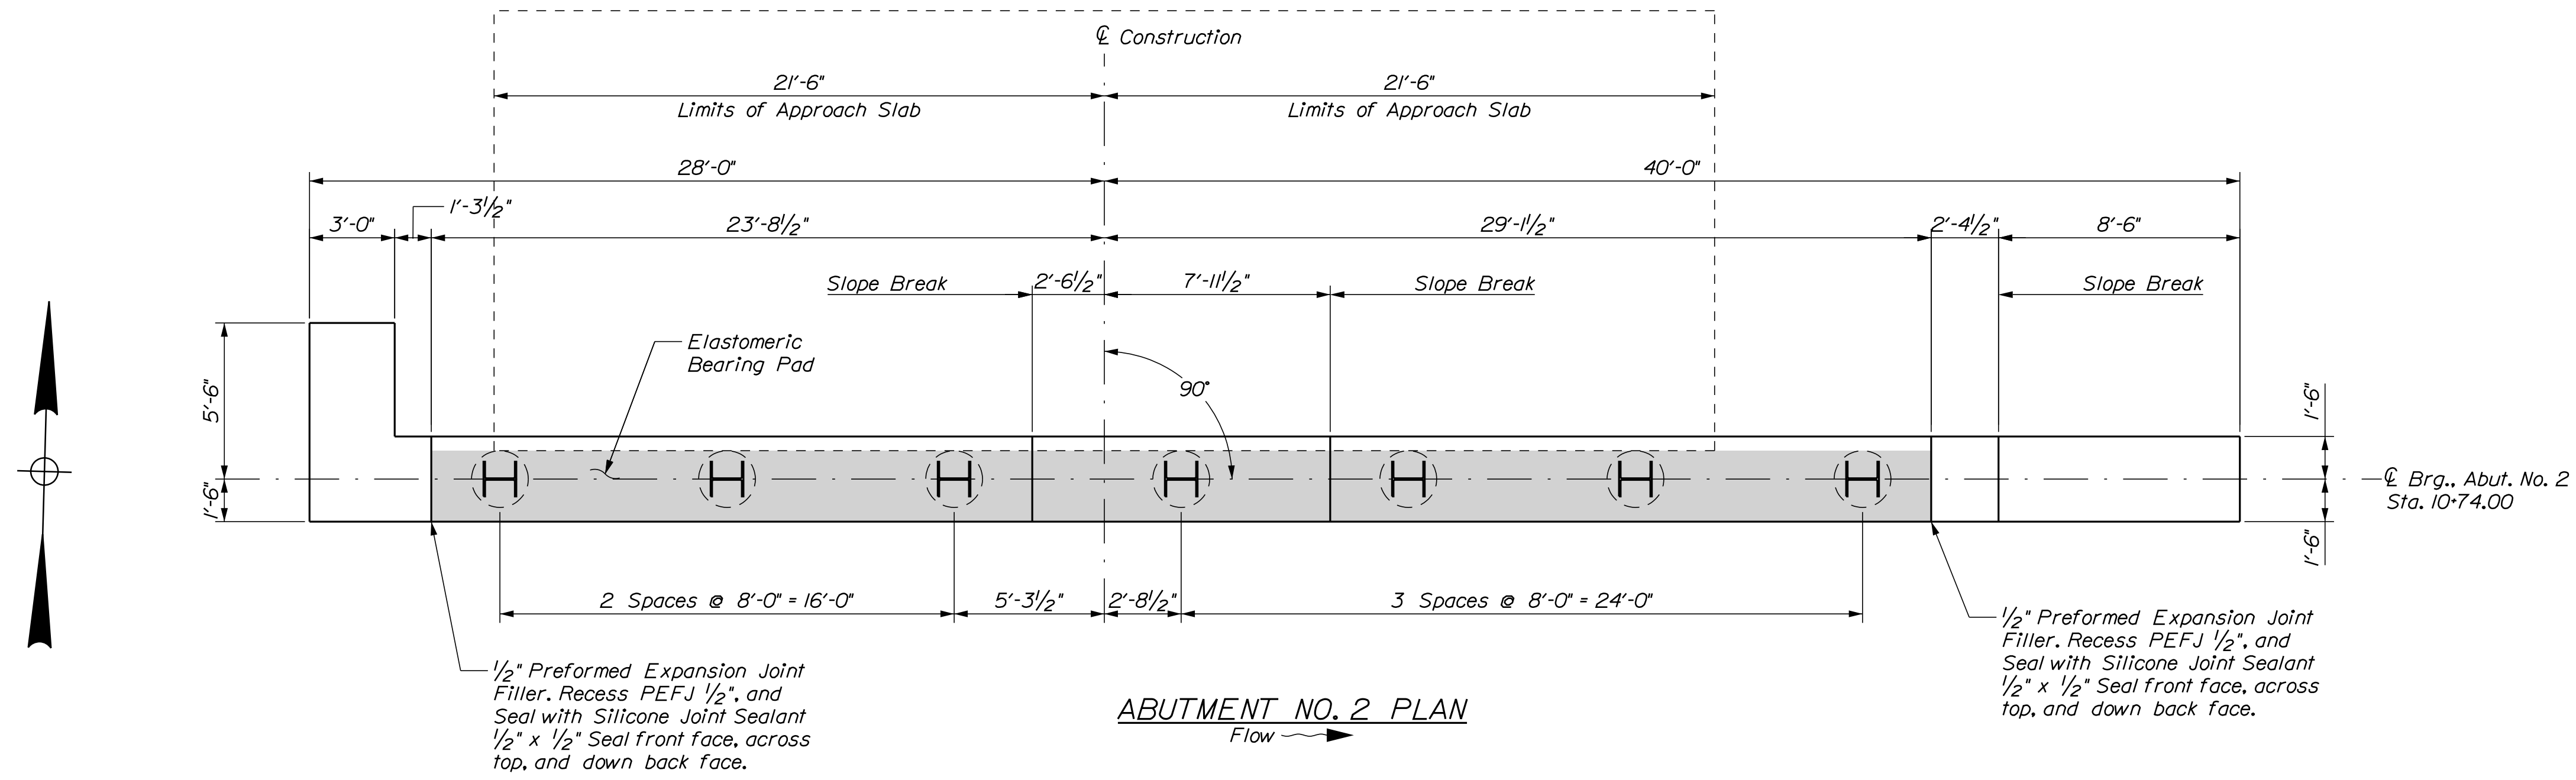 ℄ Construction
21'-6"
21'-6"
Limits of Approach Slab
Limits of Approach Slab
28'-0"
40'-0"
3'-0"
1'-3½"
23'-8½"
29'-1½"
2'-4½"
8'-6"
Slope Break
2'-6½"
7'-11½"
Slope Break
Slope Break
Elastomeric
Bearing Pad
90°
5'-6"
1'-6"
1'-6"
1'-6"
℄ Brg., Abut. No. 2
Sta. 10+74.00
2 Spaces @ 8'-0" = 16'-0"
5'-3½"
2'-8½"
3 Spaces @ 8'-0" = 24'-0"
½" Preformed Expansion Joint
Filler. Recess PEFJ ½", and
Seal with Silicone Joint Sealant
½" x ½" Seal front face, across
top, and down back face.
½" Preformed Expansion Joint
Filler. Recess PEFJ ½", and
Seal with Silicone Joint Sealant
½" x ½" Seal front face, across
top, and down back face.
ABUTMENT NO. 2 PLAN
Flow